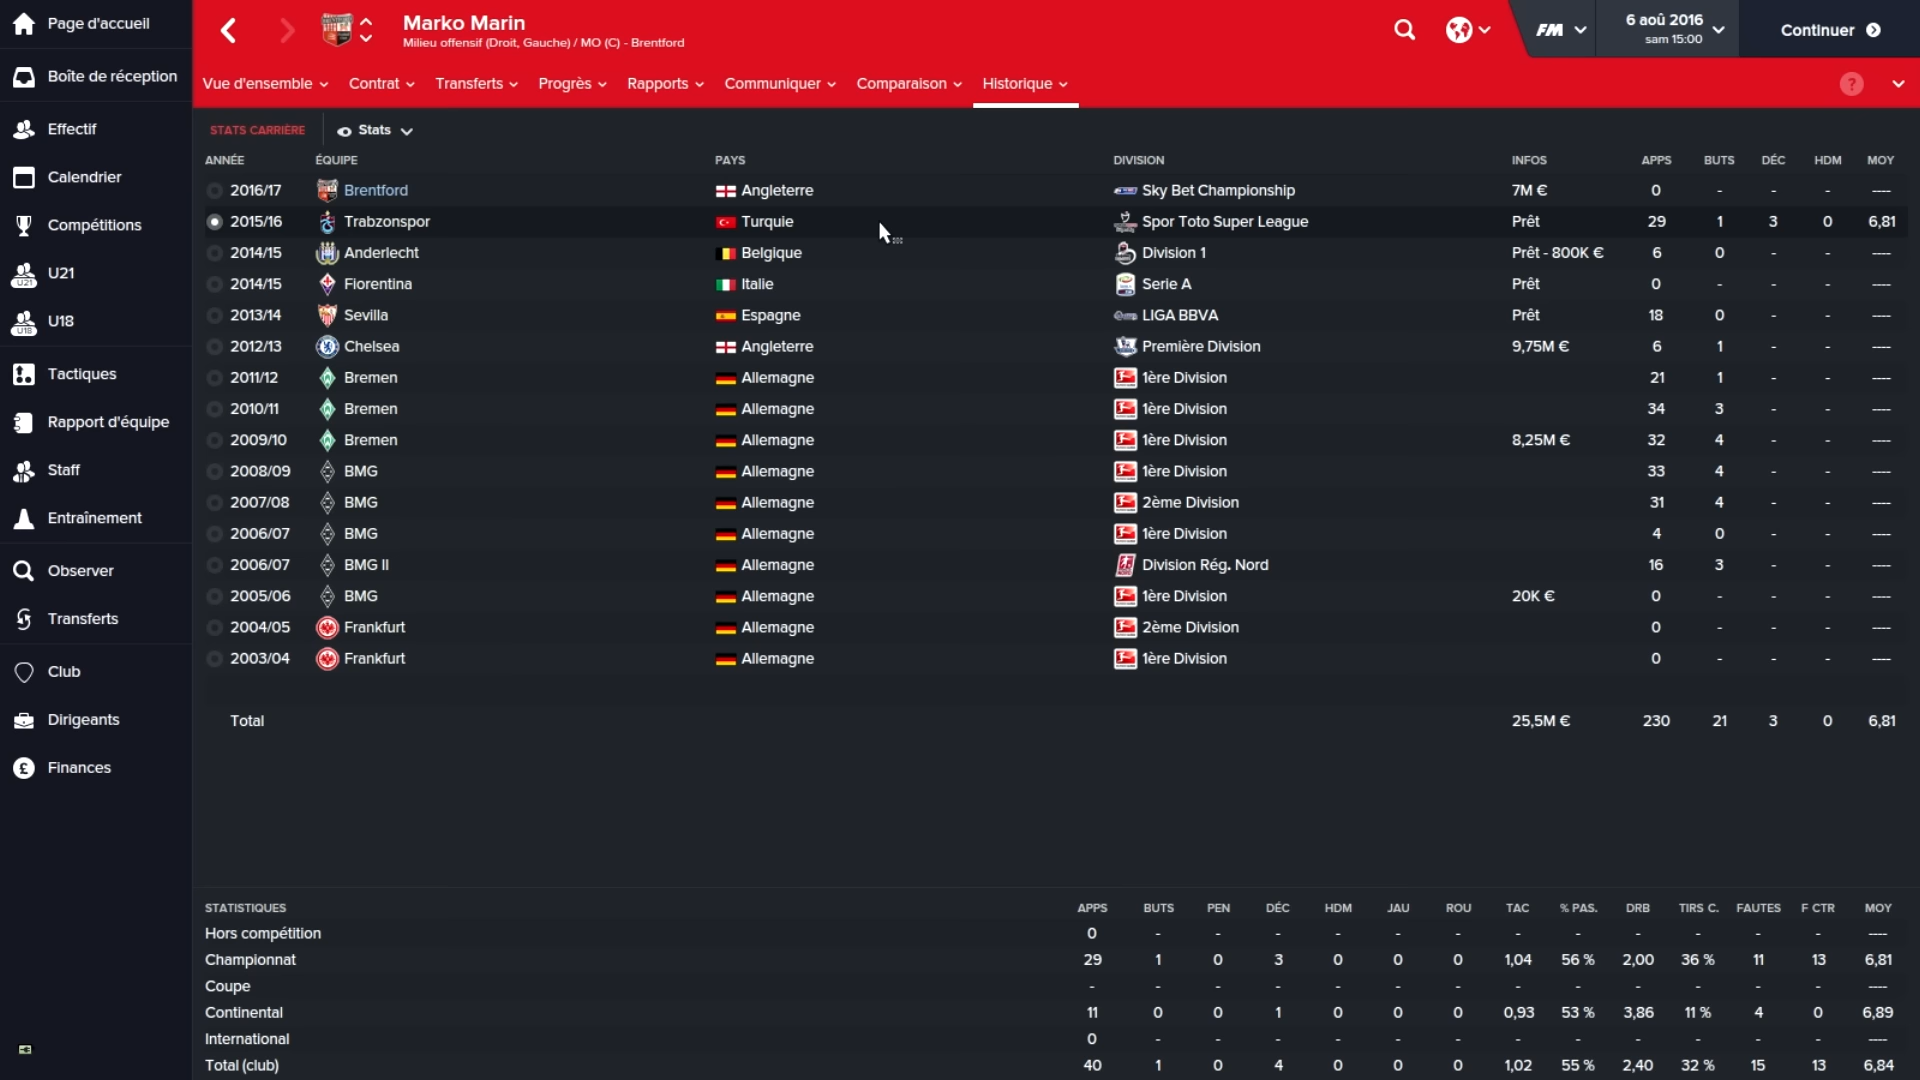 Page d'accueil
Boîte de réception
Effectif
Calendrier
Compétitions
U21
U21
U18
U18
Tactiques
Rapport d'équipe
Staff
Entraînement
Observer
Transferts
Club
Dirigeants
Finances
Marko Marin
Milieu offensif (Droit, Gauche) / MO (C) - Brentford
FM
6 aoû 2016
sam 15:00
Continuer
Vue d'ensemble Contrat Transferts Progrès Rapports Communiquer Comparaison Historique ?
STATS CARRIÈRE Stats
ANNÉE ÉQUIPE PAYS DIVISION INFOS APPS BUTS DÉC HDM MOY
2016/17 Brentford Angleterre Sky Bet Championship 7M € 0 - - - ----
2015/16 Trabzonspor Turquie Spor Toto Super League Prêt 29 1 3 0 6,81
2014/15 Anderlecht Belgique Division 1 Prêt - 800K € 6 0 - - ----
2014/15 Fiorentina Italie Serie A Prêt 0 - - - ----
2013/14 Sevilla Espagne LIGA BBVA Prêt 18 0 - - ----
2012/13 Chelsea Angleterre Première Division 9,75M € 6 1 - - ----
2011/12 Bremen Allemagne 1ère Division 21 1 - - ----
2010/11 Bremen Allemagne 1ère Division 34 3 - - ----
2009/10 Bremen Allemagne 1ère Division 8,25M € 32 4 - - ----
2008/09 BMG Allemagne 1ère Division 33 4 - - ----
2007/08 BMG Allemagne 2ème Division 31 4 - - ----
2006/07 BMG Allemagne 1ère Division 4 0 - - ----
2006/07 BMG II Allemagne Division Rég. Nord 16 3 - - ----
2005/06 BMG Allemagne 1ère Division 20K € 0 - - - ----
2004/05 Frankfurt Allemagne 2ème Division 0 - - - ----
2003/04 Frankfurt Allemagne 1ère Division 0 - - - ----
Total 25,5M € 230 21 3 0 6,81
STATISTIQUES APPS BUTS PEN DÉC HDM JAU ROU TAC % PAS. DRB TIRS C. FAUTES F CTR MOY
Hors compétition 0 - - - - - - - - - - - - ----
Championnat 29 1 0 3 0 0 0 1,04 56 % 2,00 36 % 11 13 6,81
Coupe - - - - - - - - - - - - - ----
Continental 11 0 0 1 0 0 0 0,93 53 % 3,86 11 % 4 0 6,89
International 0 - - - - - - - - - - - - ----
Total (club) 40 1 0 4 0 0 0 1,02 55 % 2,40 32 % 15 13 6,84